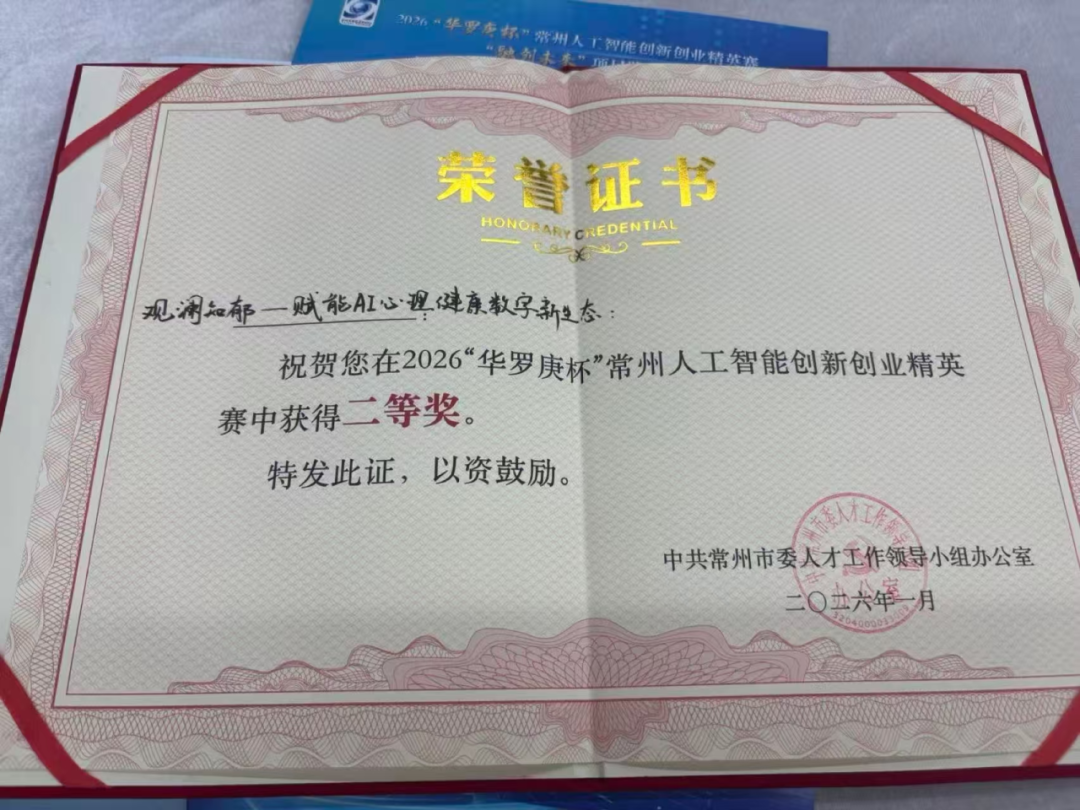 2026“华罗庚杯”常州人工智能创新创业精英赛
荣誉证书
HONORARY CREDENTIAL
观澜知郁—赋能AI心理健康数字新生态：
祝贺您在2026“华罗庚杯”常州人工智能创新创业精英
赛中获得二等奖。
特发此证，以资鼓励。
中共常州市委人才工作领导小组办公室
二〇二六年一月